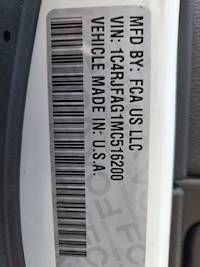 MFD BY: FCA US LLC
VIN: 1C4RJFAG1MC516200
VEHICLE MADE IN: U.S.A.